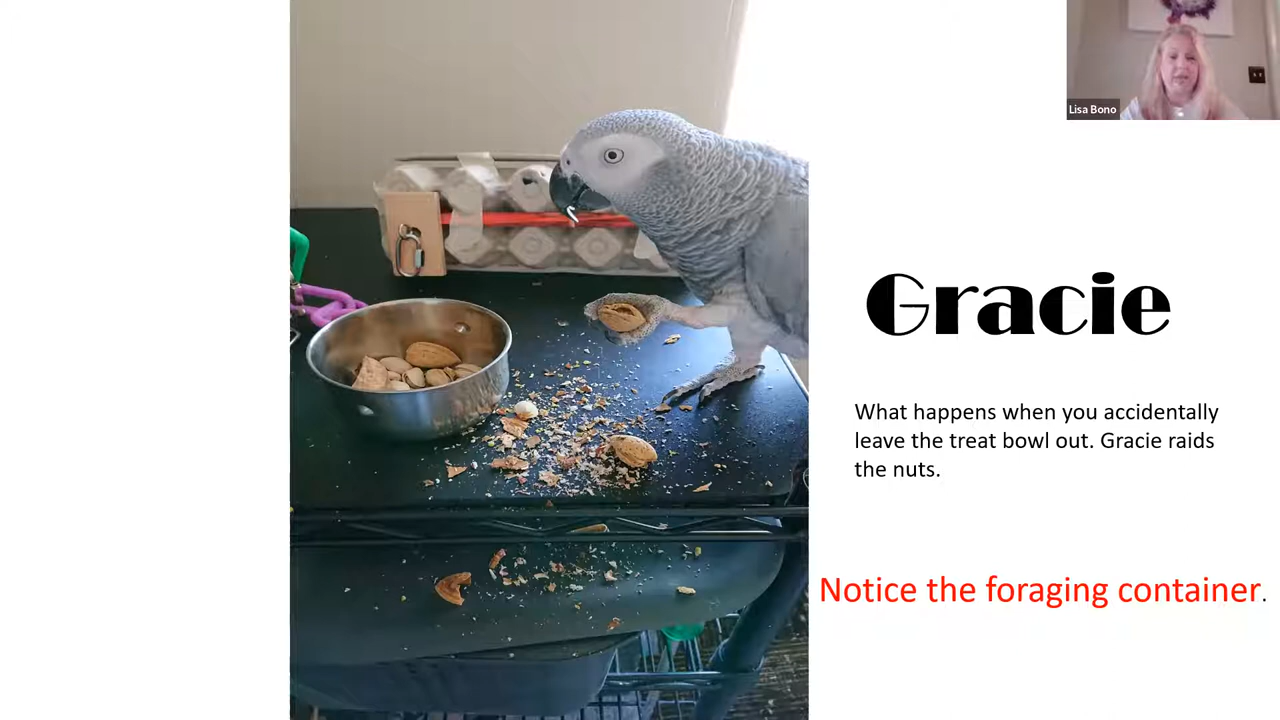 Lisa Bono
Gracie
What happens when you accidentally
leave the treat bowl out. Gracie raids
the nuts.
Notice the foraging container.